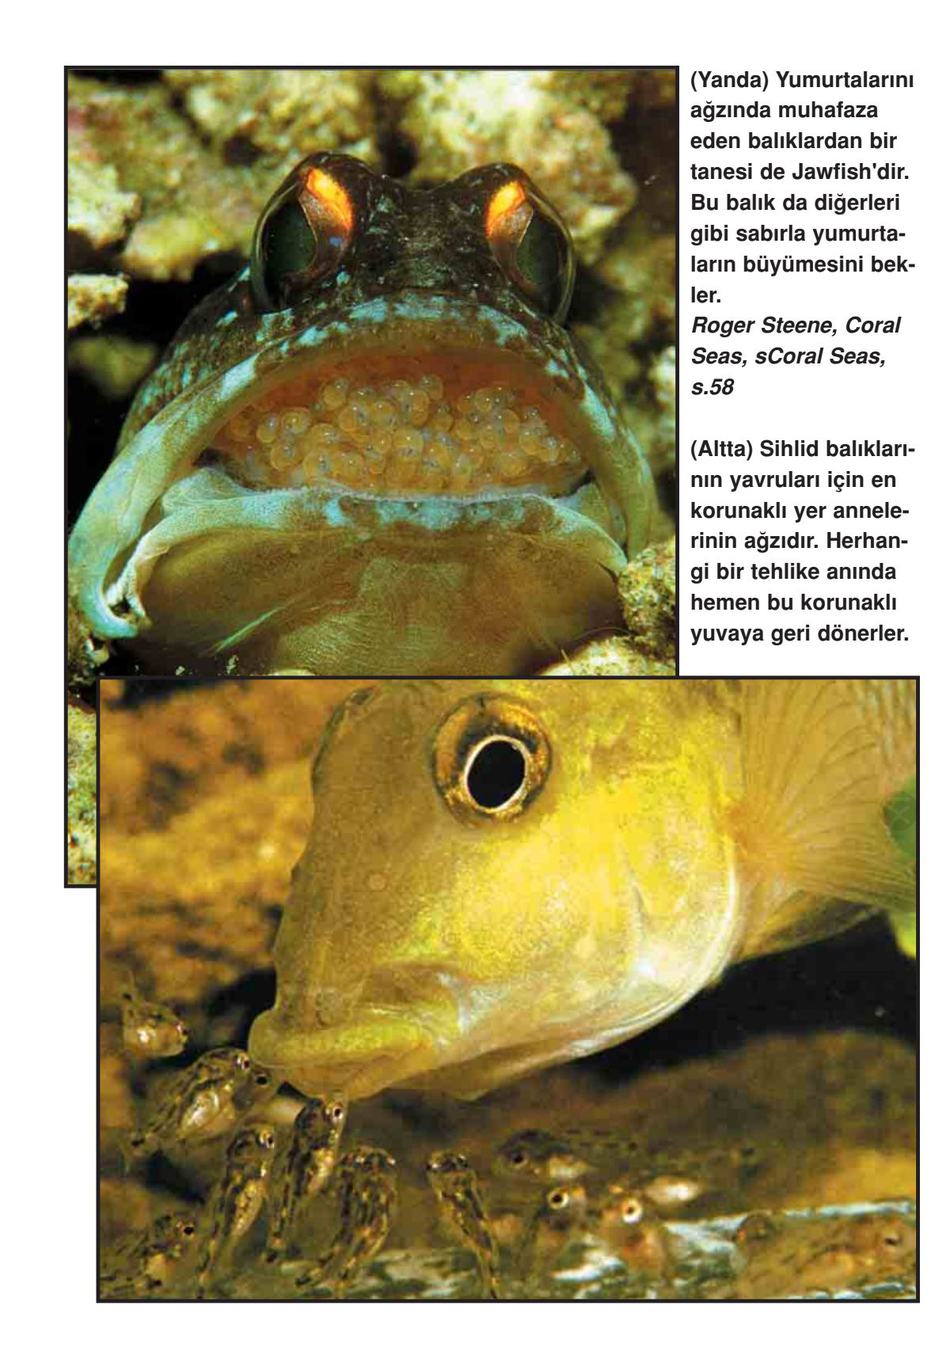 (Yanda) Yumurtalarını
ağzında muhafaza
eden balıklardan bir
tanesi de Jawfish'dir.
Bu balık da diğerleri
gibi sabırla yumurta-
ların büyümesini bek-
ler.
Roger Steene, Coral
Seas, sCoral Seas,
s.58
(Altta) Sihlid balıkları-
nın yavruları için en
korunaklı yer annele-
rinin ağzıdır. Herhan-
gi bir tehlike anında
hemen bu korunaklı
yuvaya geri dönerler.